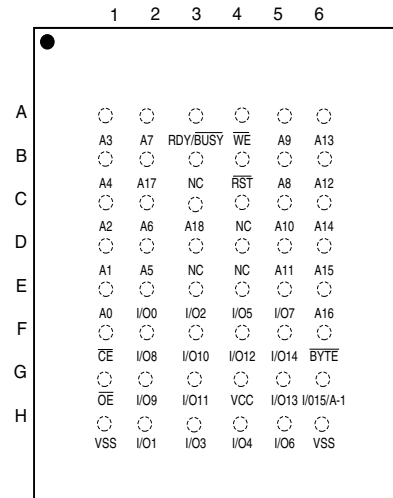 1 2 3 4 5 6
A
A3 A7 RDY/BUSY WE A9 A13
B
A4 A17 NC RST A8 A12
C
A2 A6 A18 NC A10 A14
D
A1 A5 NC NC A11 A15
E
A0 I/O0 I/O2 I/O5 I/O7 A16
F
CE I/O8 I/O10 I/O12 I/O14 BYTE
G
OE I/O9 I/O11 VCC I/O13 I/015/A-1
H
VSS I/O1 I/O3 I/O4 I/O6 VSS